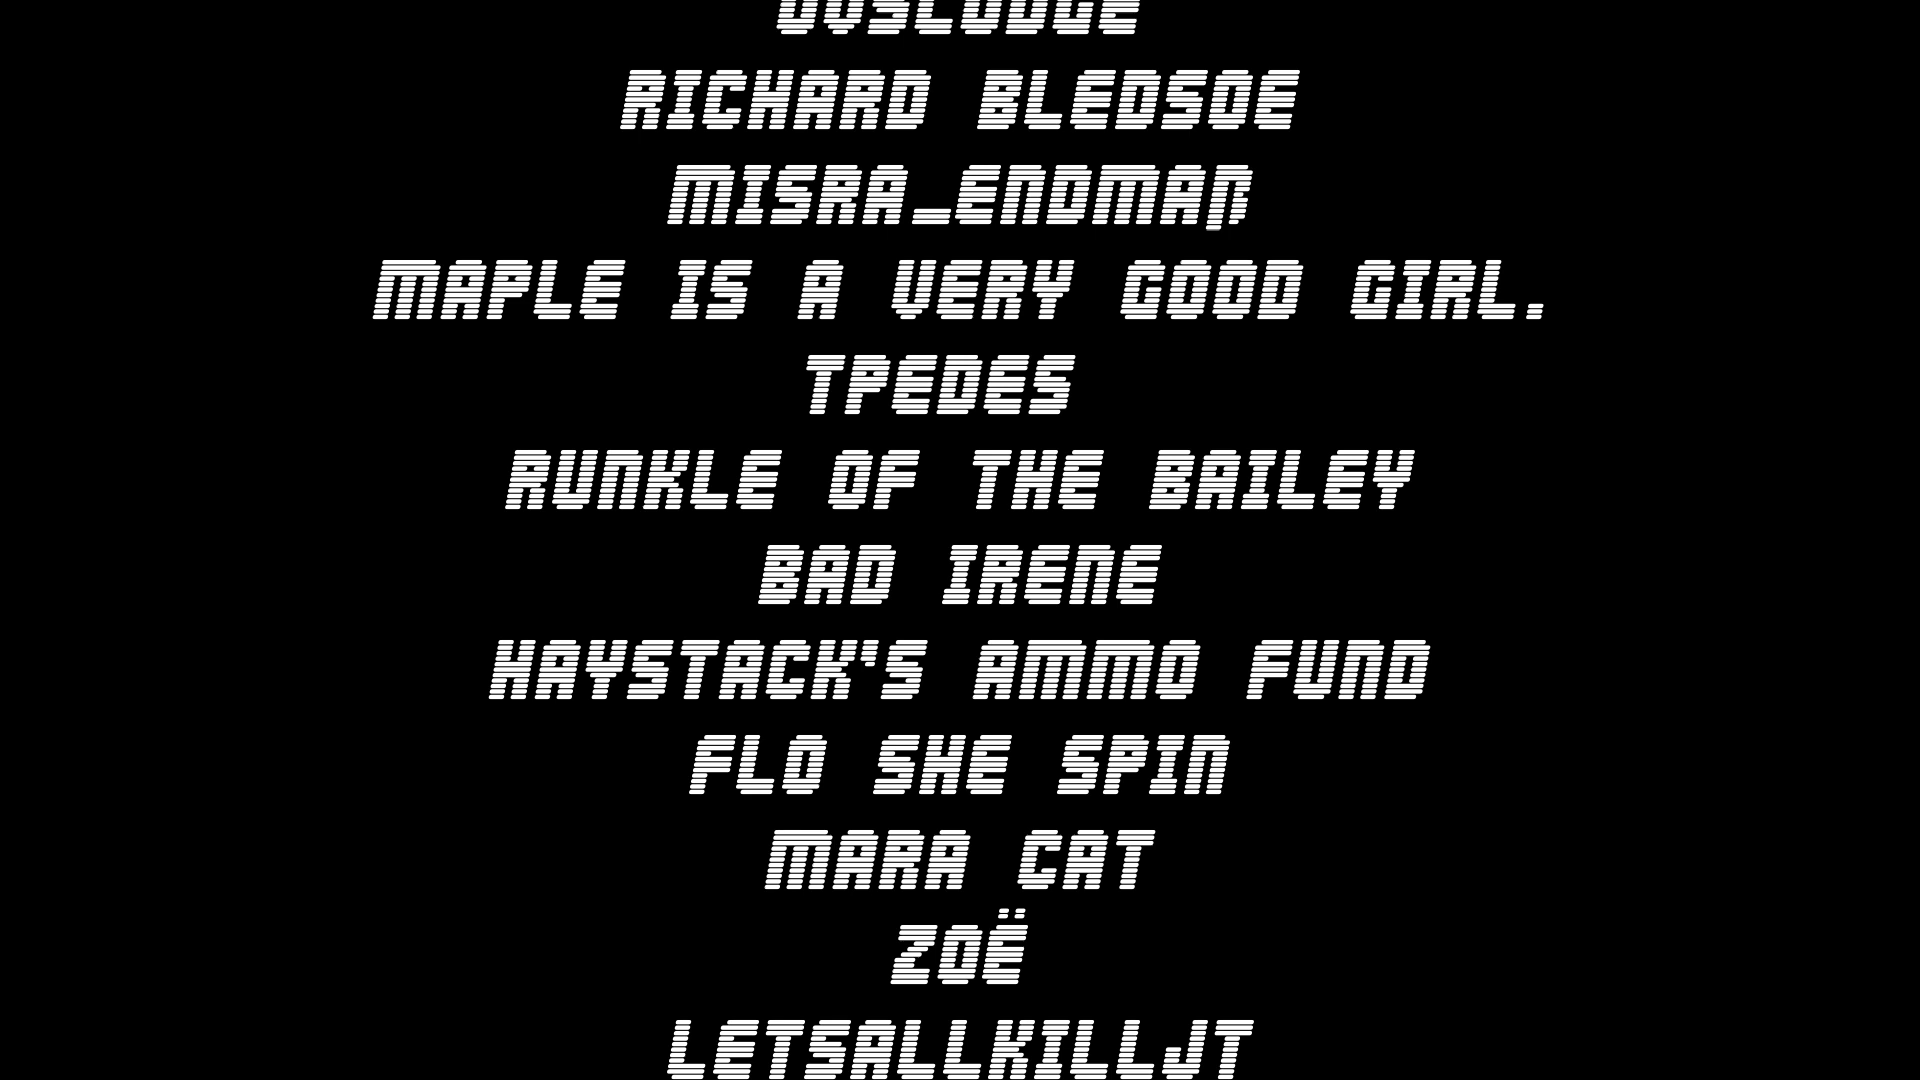 RICHARD BLEDSOE
MISRA_ENDMAß
MAPLE IS A VERY GOOD GIRL.
TPEDES
RUNKLE OF THE BAILEY
BAD IRENE
HAYSTACK'S AMMO FUND
FLO SHE SPIN
MARA CAT
ZOË
LETSALLKILLJT